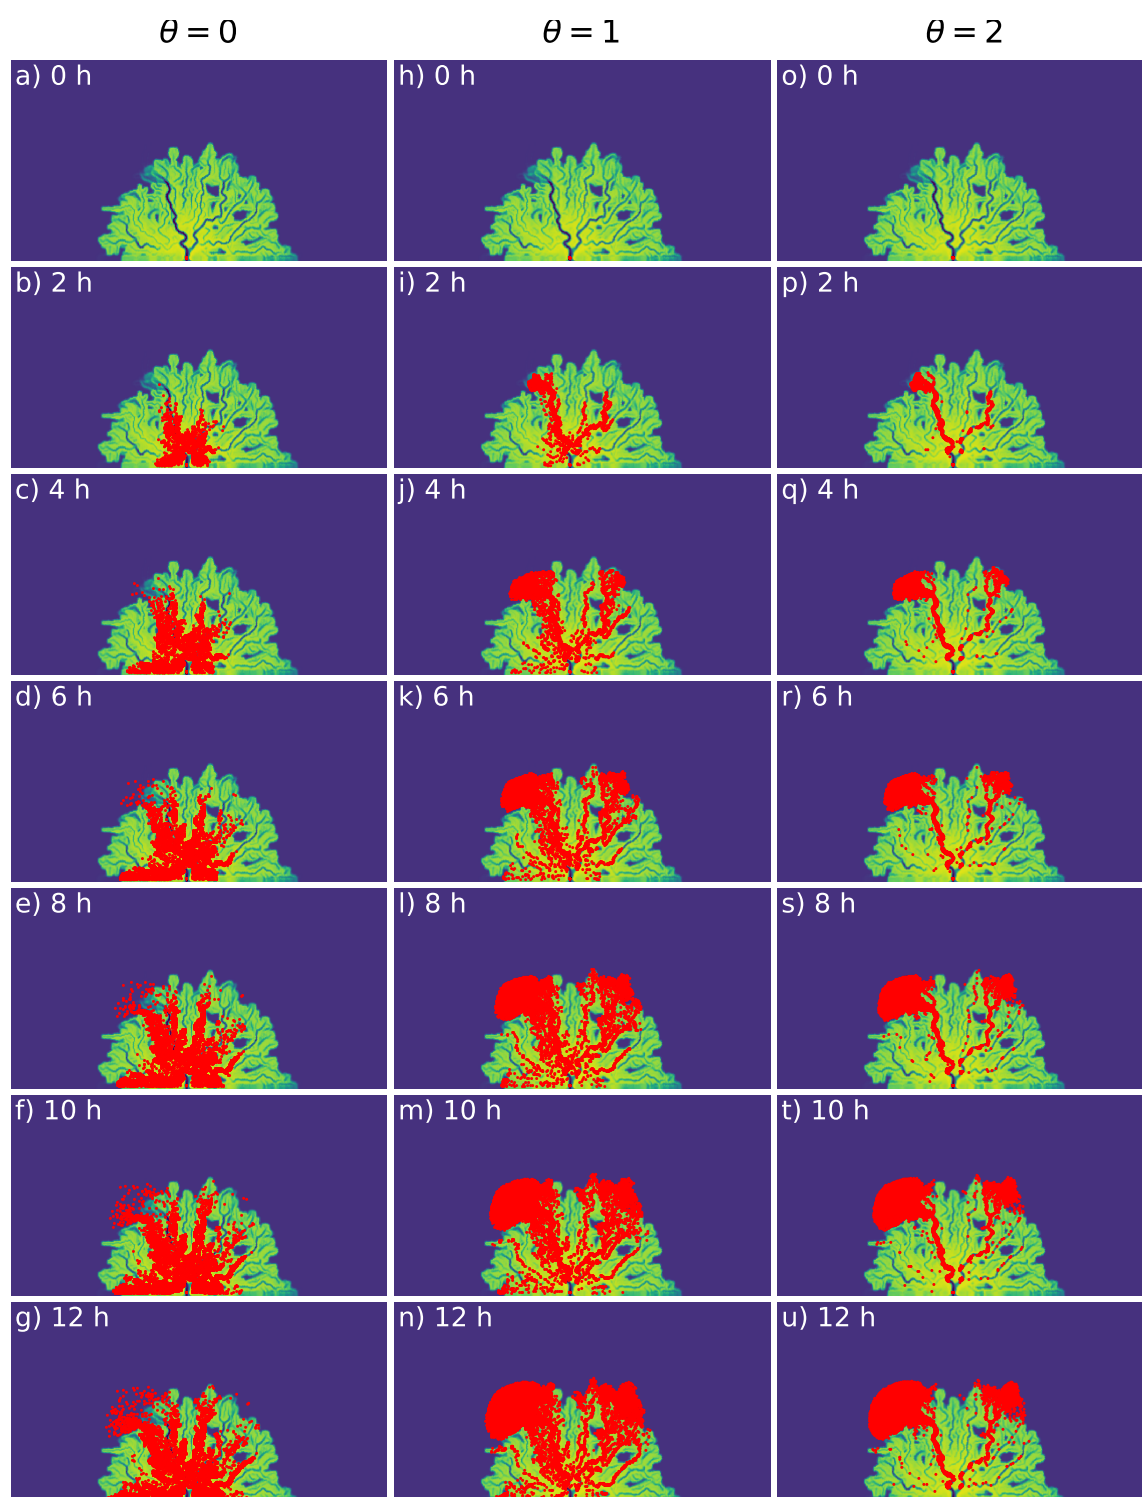 θ = 0 θ = 1 θ = 2
a) 0 h h) 0 h o) 0 h
b) 2 h i) 2 h p) 2 h
c) 4 h j) 4 h q) 4 h
d) 6 h k) 6 h r) 6 h
e) 8 h l) 8 h s) 8 h
f) 10 h m) 10 h t) 10 h
g) 12 h n) 12 h u) 12 h